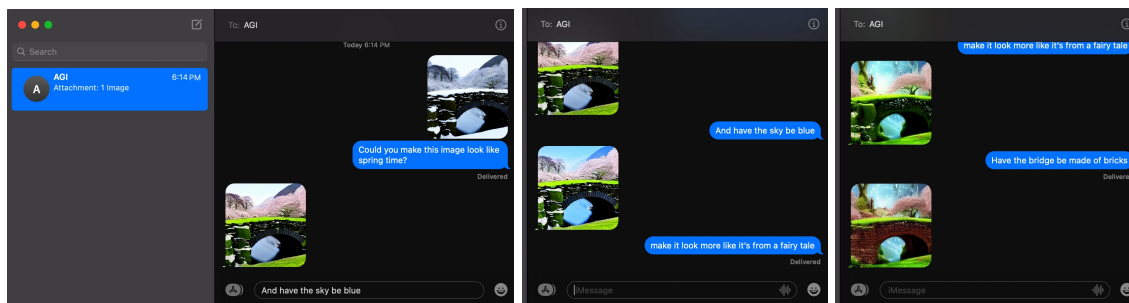 Search
A
AGI
6:14 PM
Attachment: 1 Image
To: AGI
Today 6:14 PM
Could you make this image look like
spring time?
Delivered
And have the sky be blue
To: AGI
And have the sky be blue
make it look more like it's from a fairy tale
Delivered
iMessage
To: AGI
make it look more like it's from a fairy tale
Have the bridge be made of bricks
Delivere
iMessage